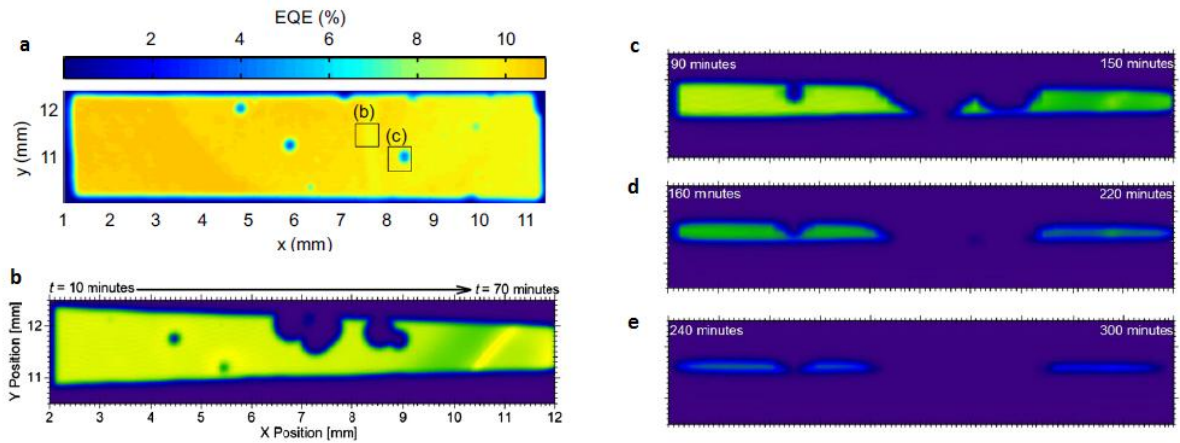 EQE (%)
a
2 4 6 8 10
(b)
(c)
12
11
y (mm)
1 2 3 4 5 6 7 8 9 10 11
x (mm)
b
t = 10 minutes
t = 70 minutes
12
11
Y Position [mm]
2 3 4 5 6 7 8 9 10 11 12
X Position [mm]
c
90 minutes 150 minutes
d
160 minutes 220 minutes
e
240 minutes 300 minutes